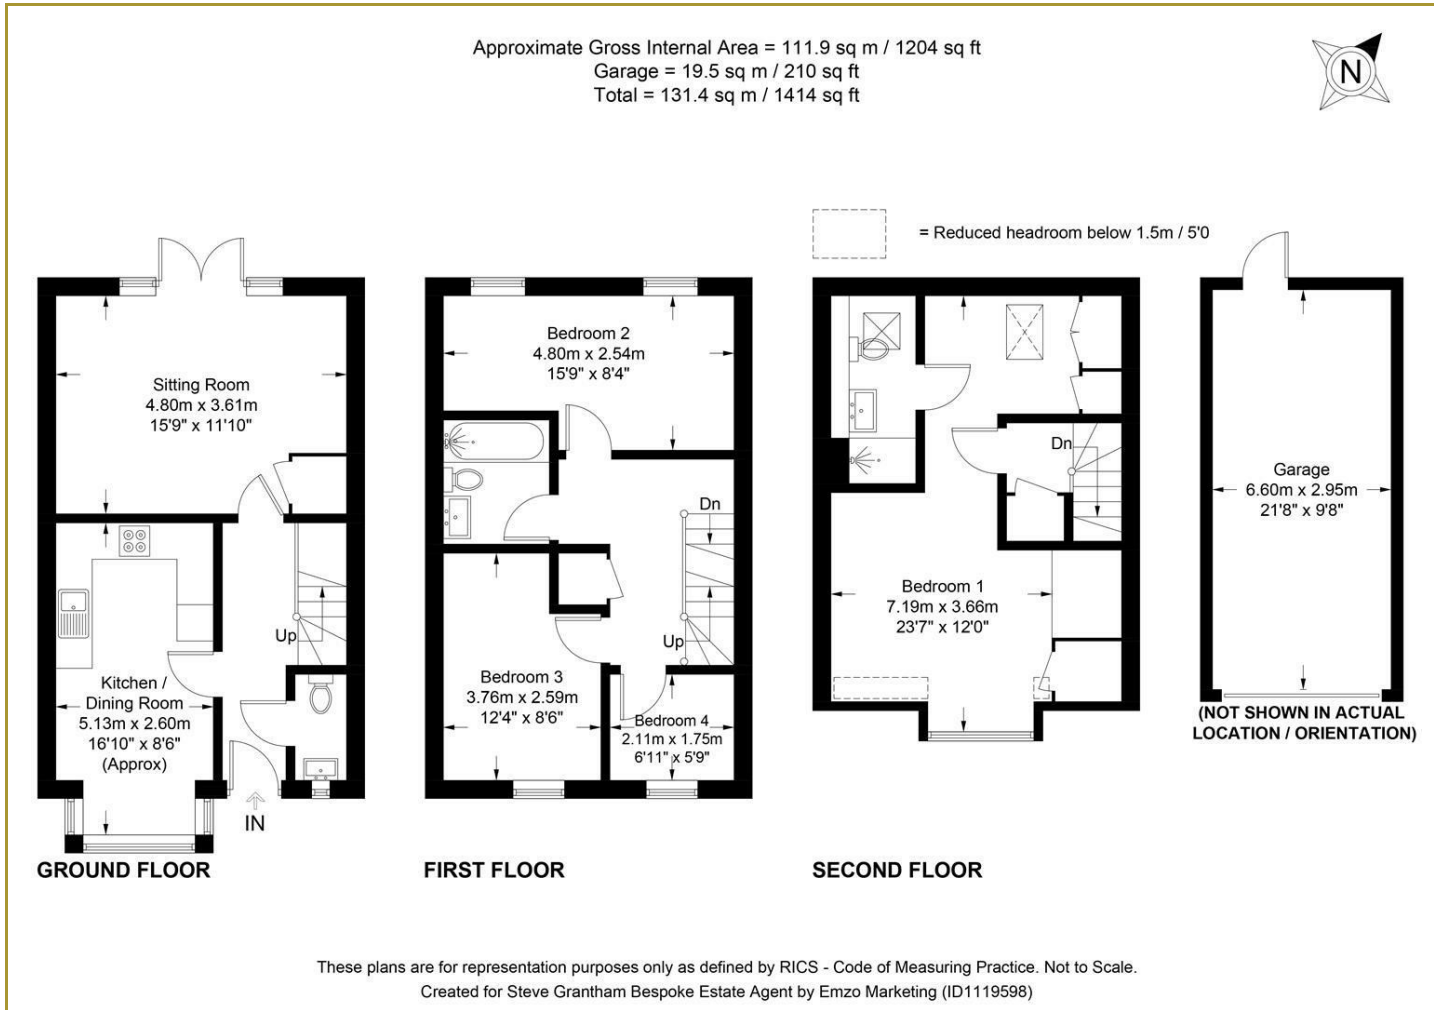 Approximate Gross Internal Area = 111.9 sq m / 1204 sq ft
Garage = 19.5 sq m / 210 sq ft
Total = 131.4 sq m / 1414 sq ft
N
= Reduced headroom below 1.5m / 5'0
Sitting Room
4.80m x 3.61m
15'9" x 11'10"
Up
Kitchen /
Dining Room
5.13m x 2.60m
16'10" x 8'6"
(Approx)
IN
GROUND FLOOR
Bedroom 2
4.80m x 2.54m
15'9" x 8'4"
Dn
Up
Bedroom 3
3.76m x 2.59m
12'4" x 8'6"
Bedroom 4
2.11m x 1.75m
6'11" x 5'9"
FIRST FLOOR
Dn
Bedroom 1
7.19m x 3.66m
23'7" x 12'0"
SECOND FLOOR
Garage
6.60m x 2.95m
21'8" x 9'8"
(NOT SHOWN IN ACTUAL
LOCATION / ORIENTATION)
These plans are for representation purposes only as defined by RICS - Code of Measuring Practice. Not to Scale.
Created for Steve Grantham Bespoke Estate Agent by Emzo Marketing (ID1119598)